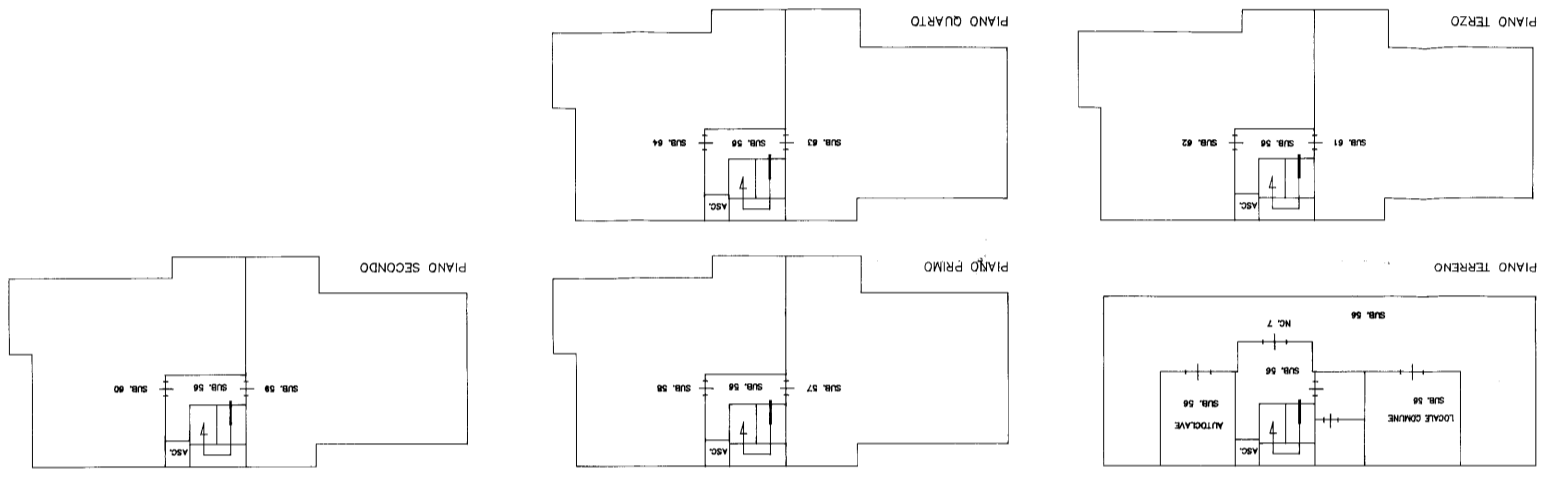 ASC.
LOCALE COMUNE
SUB. 56
AUTOCLAVE
SUB. 56
SUB. 56
NC. 7
SUB. 56
PIANO TERRENO
ASC.
SUB. 57
SUB. 56
SUB. 58
PIANO PRIMO
ASC.
SUB. 59
SUB. 56
SUB. 60
PIANO SECONDO
ASC.
SUB. 61
SUB. 56
SUB. 62
PIANO TERZO
ASC.
SUB. 63
SUB. 56
SUB. 64
PIANO QUARTO